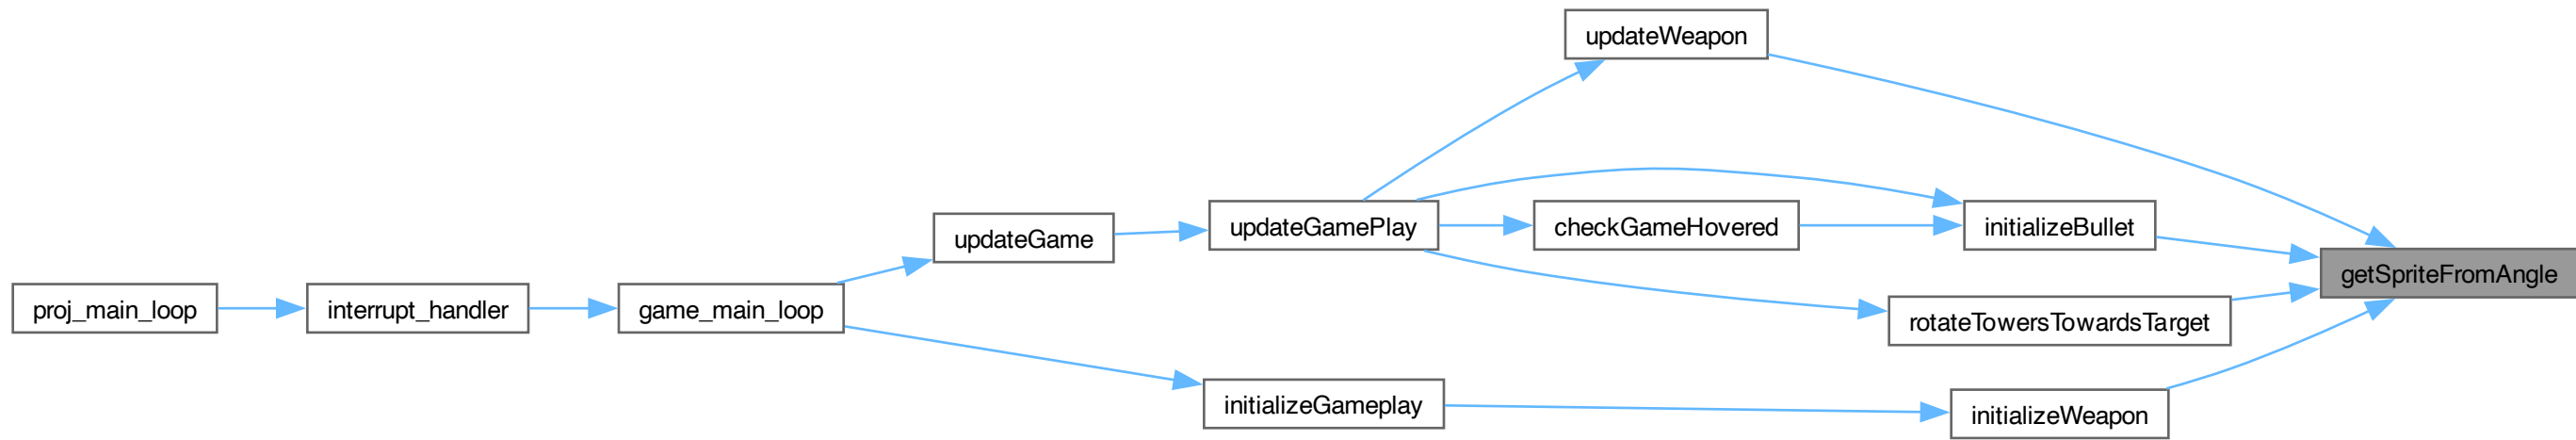 updateWeapon
updateGamePlay
checkGameHovered
initializeBullet
updateGame
getSpriteFromAngle
proj_main_loop
interrupt_handler
game_main_loop
rotateTowersTowardsTarget
initializeGameplay
initializeWeapon